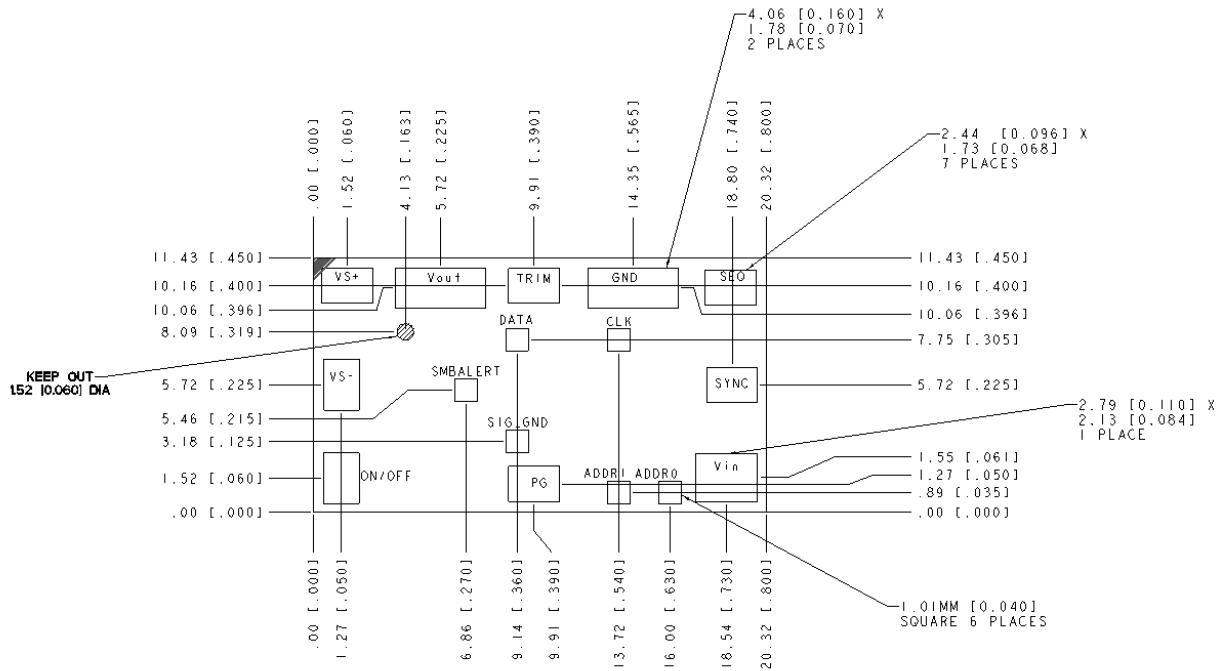 4.06 [0.160] X
1.78 [0.070]
2 PLACES
2.44 [0.096] X
1.73 [0.068]
7 PLACES
.00 [.000]
1.52 [.060]
4.13 [.163]
5.72 [.225]
9.91 [.390]
14.35 [.565]
18.80 [.740]
20.32 [.800]
11.43 [.450]
10.16 [.400]
10.06 [.396]
8.09 [.319]
KEEP OUT
1.52 [0.060] DIA
5.72 [.225]
5.46 [.215]
3.18 [.125]
1.52 [.060]
.00 [.000]
VS+
Vout
TRIM
GND
SEQ
DATA
CLK
VS-
SMBALERT
SYNC
SIG_GND
ON/OFF
PG
ADDR1
ADDR0
Vin
11.43 [.450]
10.16 [.400]
10.06 [.396]
7.75 [.305]
5.72 [.225]
2.79 [0.110] X
2.13 [0.084]
1 PLACE
1.55 [.061]
1.27 [.050]
.89 [.035]
.00 [.000]
.00 [.000]
1.27 [.050]
6.86 [.270]
9.14 [.360]
9.91 [.390]
13.72 [.540]
16.00 [.630]
18.54 [.730]
20.32 [.800]
1.01MM [0.040]
SQUARE 6 PLACES